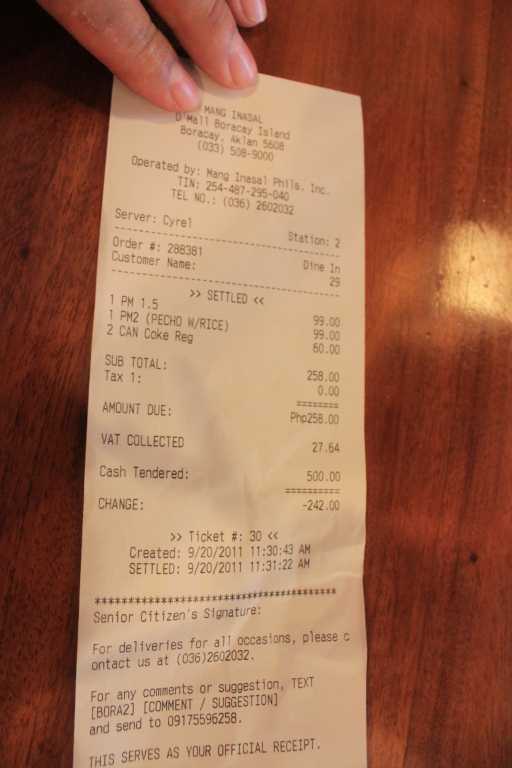 MANG INASAL
D'Mall Boracay Island
Boracay, Aklan 5608
(033) 508-9000
Operated by: Mang Inasal Phils. Inc.
TIN: 254-487-295-040
TEL NO.: (036) 2602032
Server: Cyrel Station: 2
Order #: 288381 Dine In
Customer Name: 29
>> SETTLED <<
1 PM 1.5 99.00
1 PM2 (PECHO W/RICE) 99.00
2 CAN Coke Reg 60.00
SUB TOTAL: 258.00
Tax 1: 0.00
========
AMOUNT DUE: Php258.00
VAT COLLECTED 27.64
Cash Tendered: 500.00
=========
CHANGE: -242.00
>> Ticket #: 30 <<
Created: 9/20/2011 11:30:43 AM
SETTLED: 9/20/2011 11:31:22 AM
****************************************
Senior Citizen's Signature:
For deliveries for all occasions, please c
ontact us at (036)2602032.
For any comments or suggestion, TEXT
[BORA2] [COMMENT / SUGGESTION]
and send to 09175596258.
THIS SERVES AS YOUR OFFICIAL RECEIPT.